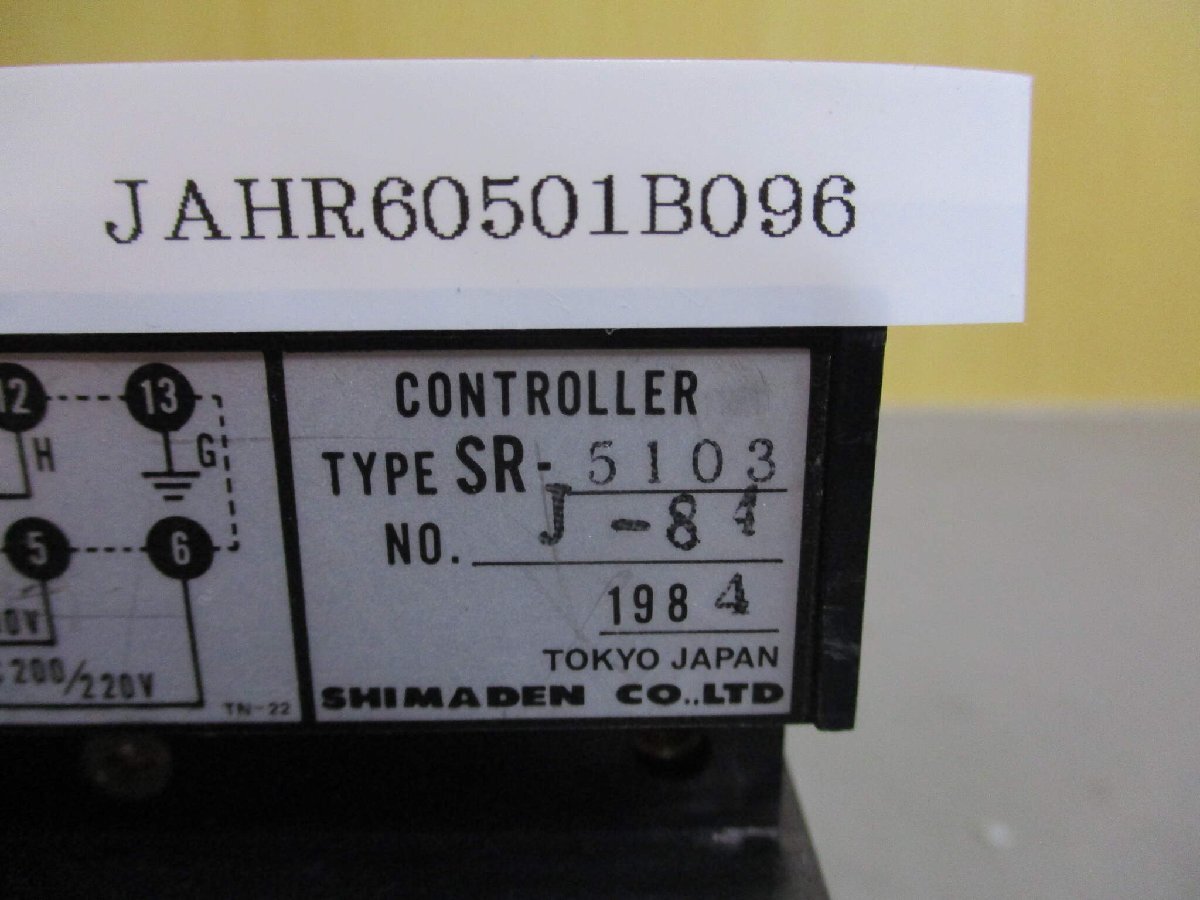 JAHR60501B096
12
13
H
G
5
6
200/220V
TN-22
CONTROLLER
TYPE SR-5103
NO. J-84
1984
TOKYO JAPAN
SHIMADEN CO.,LTD